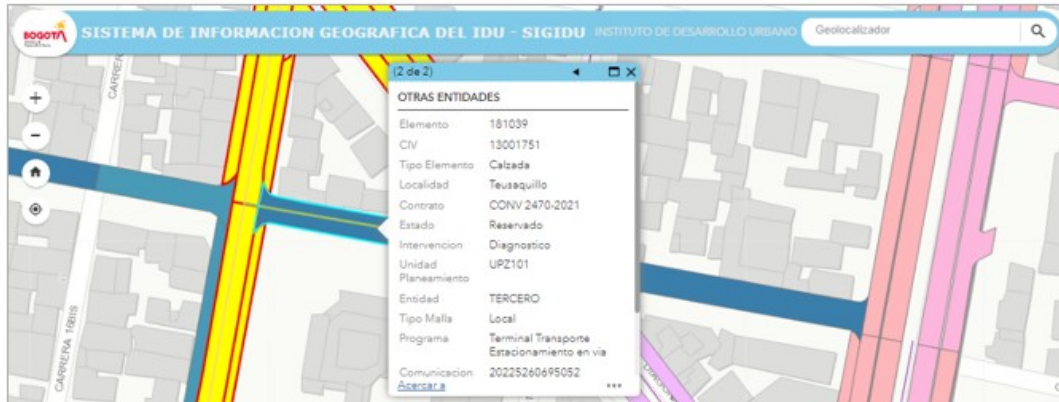 BOGOTÁ
SISTEMA DE INFORMACION GEOGRAFICA DEL IDU - SIGIDU INSTITUTO DE DESARROLLO URBANO
Geolocalizador
(2 de 2)
OTRAS ENTIDADES
Elemento 181039
CIV 13001751
Tipo Elemento Calzada
Localidad Teusaquillo
Contrato CONV 2470-2021
Estado Reservado
Intervencion Diagnostico
Unidad UPZ101
Planeamiento
Entidad TERCERO
Tipo Malla Local
Programa Terminal Transporte
Estacionamiento en via
Comunicacion 20225260695052
Acercar a
CARRERA 16BIS